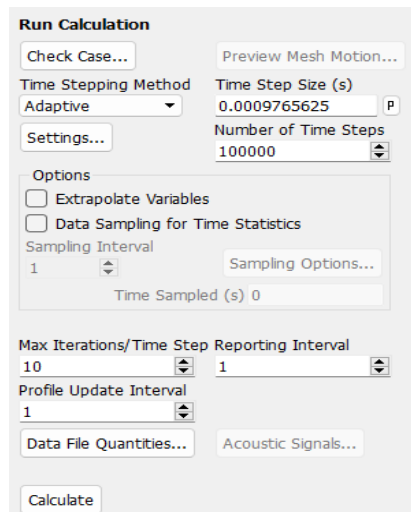 Run Calculation
Check Case... Preview Mesh Motion...
Time Stepping Method Time Step Size (s)
Adaptive 0.0009765625 P
Settings... Number of Time Steps
100000
Options
Extrapolate Variables
Data Sampling for Time Statistics
Sampling Interval
1 Sampling Options...
Time Sampled (s) 0
Max Iterations/Time Step Reporting Interval
10 1
Profile Update Interval
1
Data File Quantities... Acoustic Signals...
Calculate